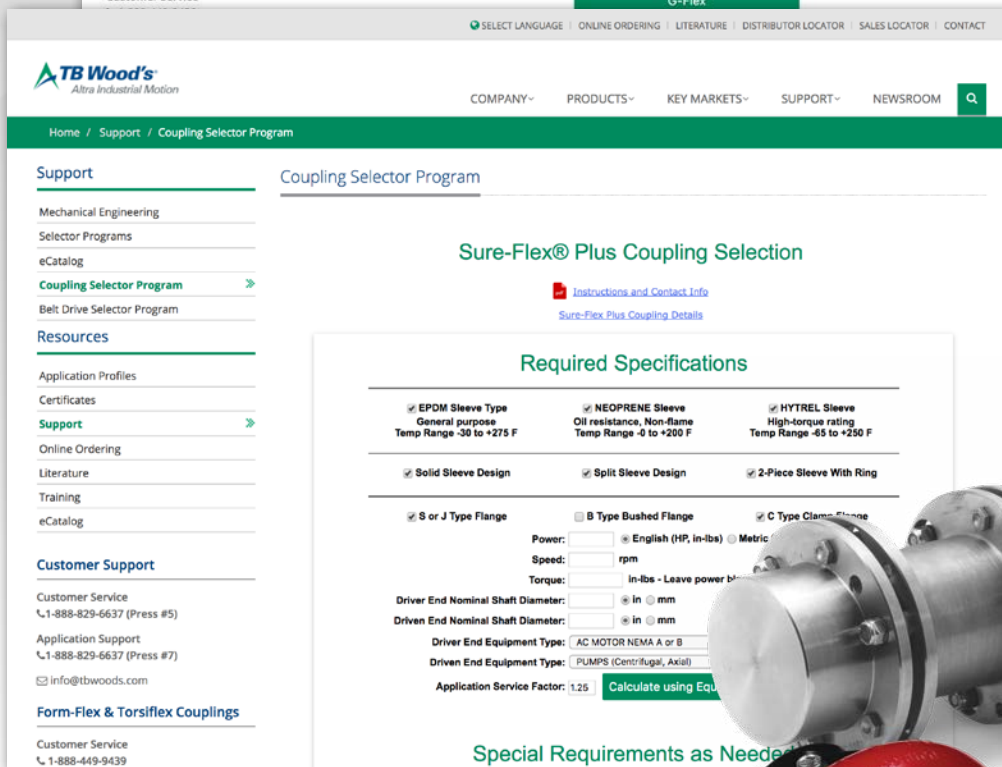 G-Flex
SELECT LANGUAGE | ONLINE ORDERING | LITERATURE | DISTRIBUTOR LOCATOR | SALES LOCATOR | CONTACT
TB Wood's
Altra Industrial Motion
COMPANY PRODUCTS KEY MARKETS SUPPORT NEWSROOM
Home / Support / Coupling Selector Program
Support
Mechanical Engineering
Selector Programs
eCatalog
Coupling Selector Program
Belt Drive Selector Program
Resources
Application Profiles
Certificates
Support
Online Ordering
Literature
Training
eCatalog
Customer Support
Customer Service
1-888-829-6637 (Press #5)
Application Support
1-888-829-6637 (Press #7)
info@tbwoods.com
Form-Flex & Torsiflex Couplings
Customer Service
1-888-449-9439
Coupling Selector Program
Sure-Flex® Plus Coupling Selection
Instructions and Contact Info
Sure-Flex Plus Coupling Details
Required Specifications
EPDM Sleeve Type
General purpose
Temp Range -30 to +275 F
NEOPRENE Sleeve
Oil resistance, Non-flame
Temp Range -0 to +200 F
HYTREL Sleeve
High-torque rating
Temp Range -65 to +250 F
Solid Sleeve Design Split Sleeve Design 2-Piece Sleeve With Ring
S or J Type Flange B Type Bushed Flange C Type Clamp Flange
Power: English (HP, in-lbs) Metric
Speed: rpm
Torque: in-lbs - Leave power
Driver End Nominal Shaft Diameter: in mm
Driven End Nominal Shaft Diameter: in mm
Driver End Equipment Type: AC MOTOR NEMA A or B
Driven End Equipment Type: PUMPS (Centrifugal, Axial)
Application Service Factor: 1.25 Calculate using Equ
Special Requirements as Needed